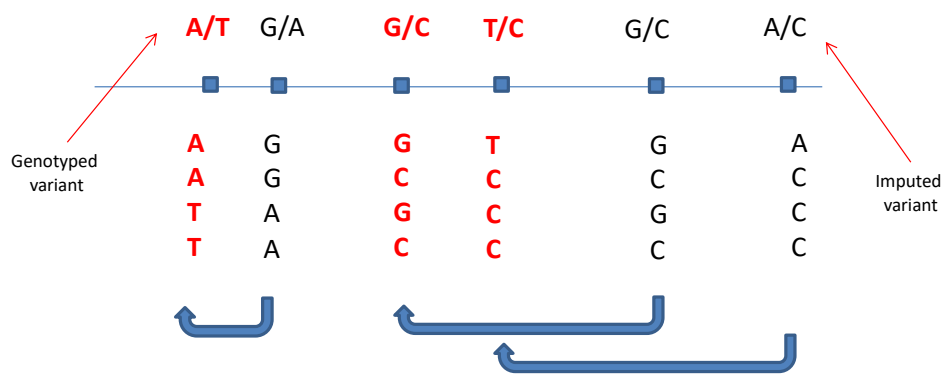 A/T G/A G/C T/C G/C A/C
Genotyped
variant
A G G T G A
A G C C C C
T A G C G C
T A C C C C
Imputed
variant